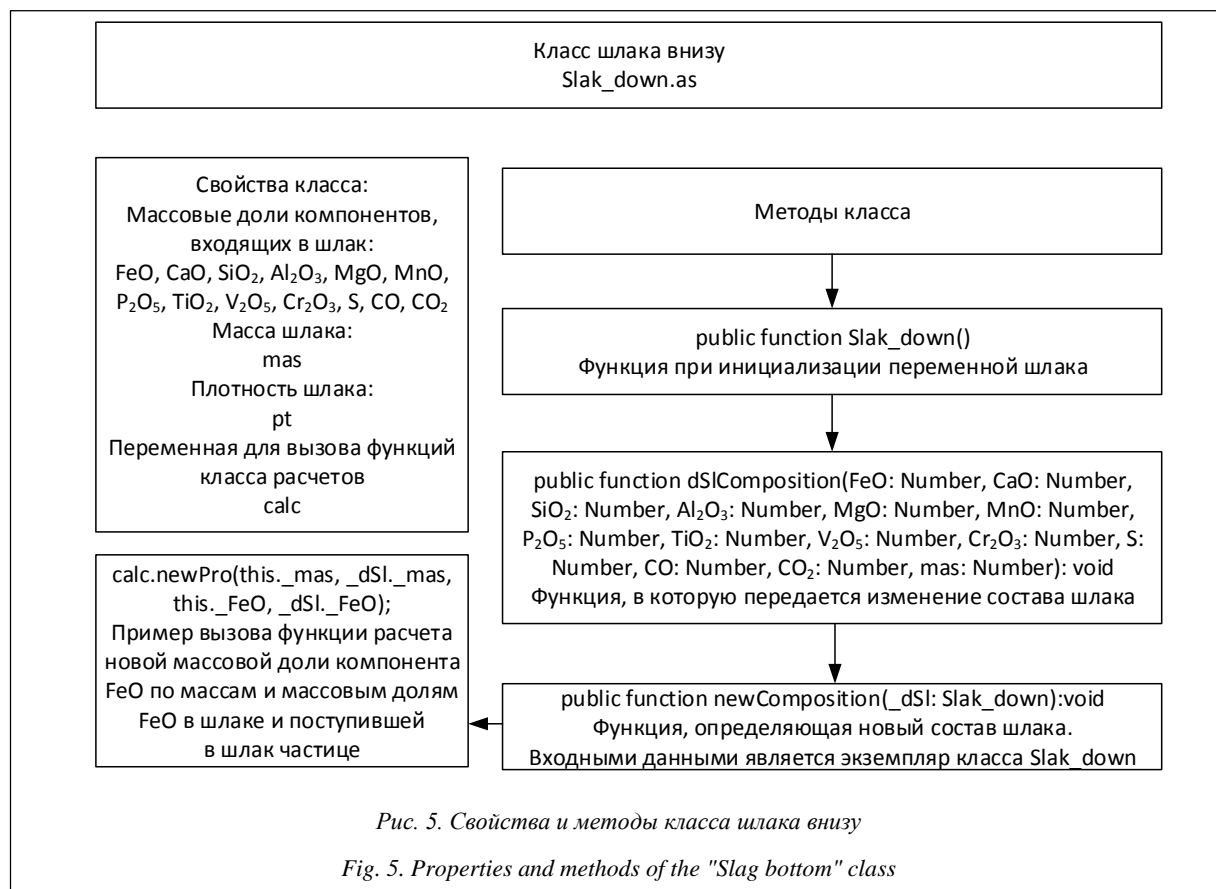 Класс шлака внизу
Slak_down.as
Свойства класса:
Массовые доли компонентов,
входящих в шлак:
FeO, CaO, SiO₂, Al₂O₃, MgO, MnO,
P₂O₅, TiO₂, V₂O₅, Cr₂O₃, S, CO, CO₂
Масса шлака:
mas
Плотность шлака:
pt
Переменная для вызова функций
класса расчетов
calc
Методы класса
public function Slak_down()
Функция при инициализации переменной шлака
public function dSlComposition(FeO: Number, CaO: Number,
SiO₂: Number, Al₂O₃: Number, MgO: Number, MnO: Number,
P₂O₅: Number, TiO₂: Number, V₂O₅: Number, Cr₂O₃: Number, S:
Number, CO: Number, CO₂: Number, mas: Number): void
Функция, в которую передается изменение состава шлака
public function newComposition(_dSl: Slak_down):void
Функция, определяющая новый состав шлака.
Входными данными является экземпляр класса Slak_down
calc.newPro(this._mas, _dSl._mas,
this._FeO, _dSl._FeO);
Пример вызова функции расчета
новой массовой доли компонента
FeO по массам и массовым долям
FeO в шлаке и поступившей
в шлак частице
Рис. 5. Свойства и методы класса шлака внизу
Fig. 5. Properties and methods of the "Slag bottom" class